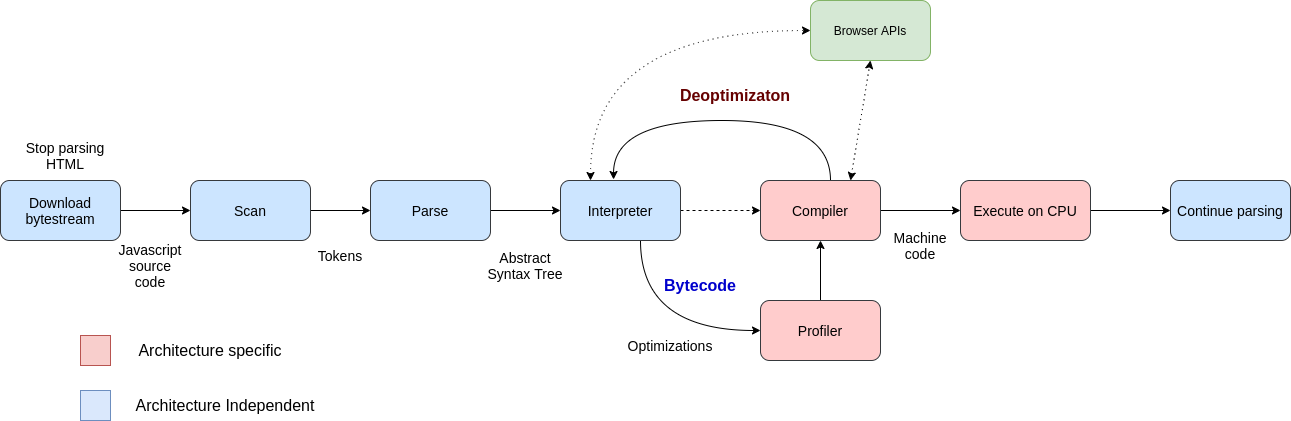 Browser APIs
Deoptimizaton
Stop parsing
HTML
Download
bytestream
Scan
Parse
Interpreter
Compiler
Execute on CPU
Continue parsing
Javascript
source
code
Tokens
Abstract
Syntax Tree
Machine
code
Bytecode
Optimizations
Profiler
Architecture specific
Architecture Independent